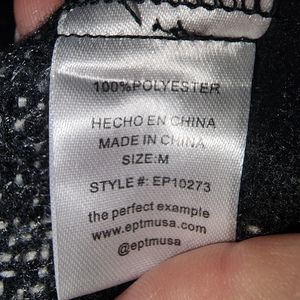 100%POLYESTER
HECHO EN CHINA
MADE IN CHINA
SIZE:M
STYLE #: EP10273
the perfect example
www.eptmusa.com
@eptmusa